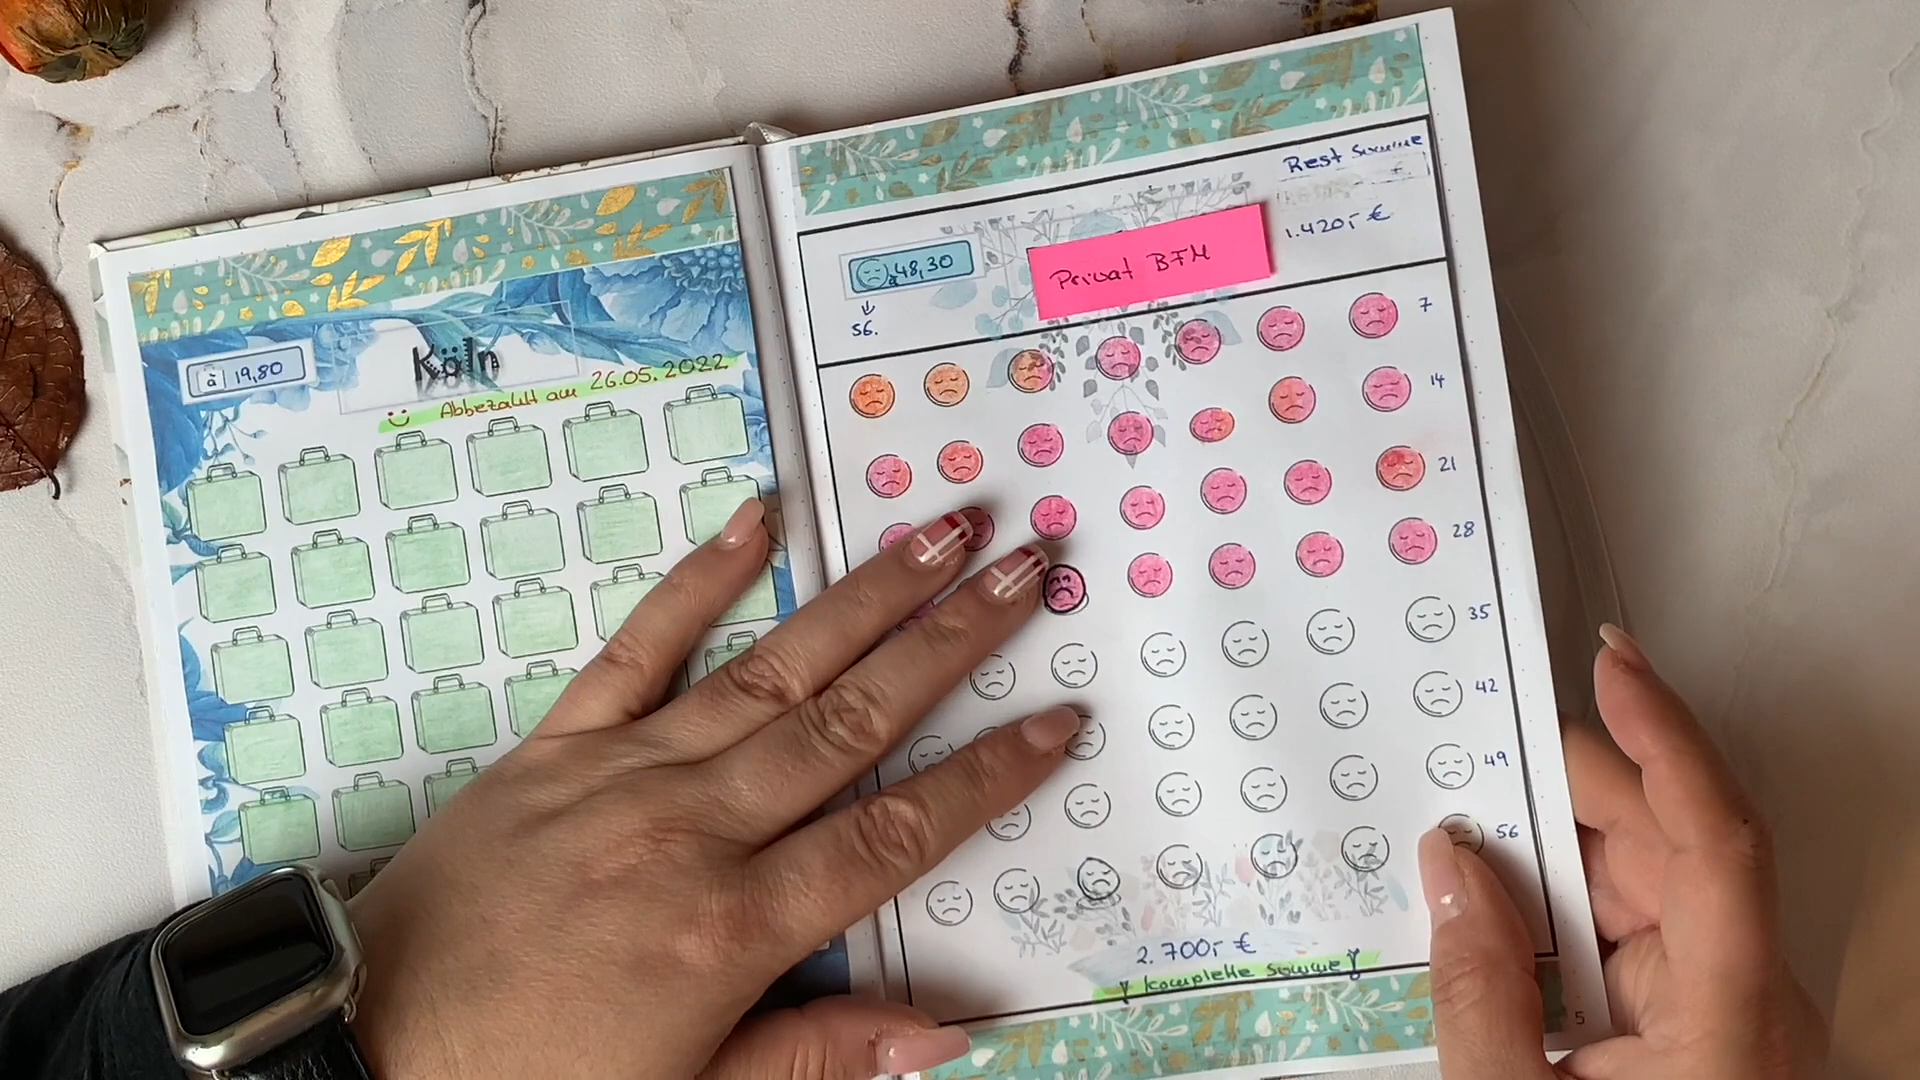 à 19,80
Köln
Abbezahlt am 26.05.2022
à 48,30
56.
Privat BFM
Rest Summe
€
1.420,- €
7
14
21
28
35
42
49
56
2.700,- €
! komplette Summe !
5